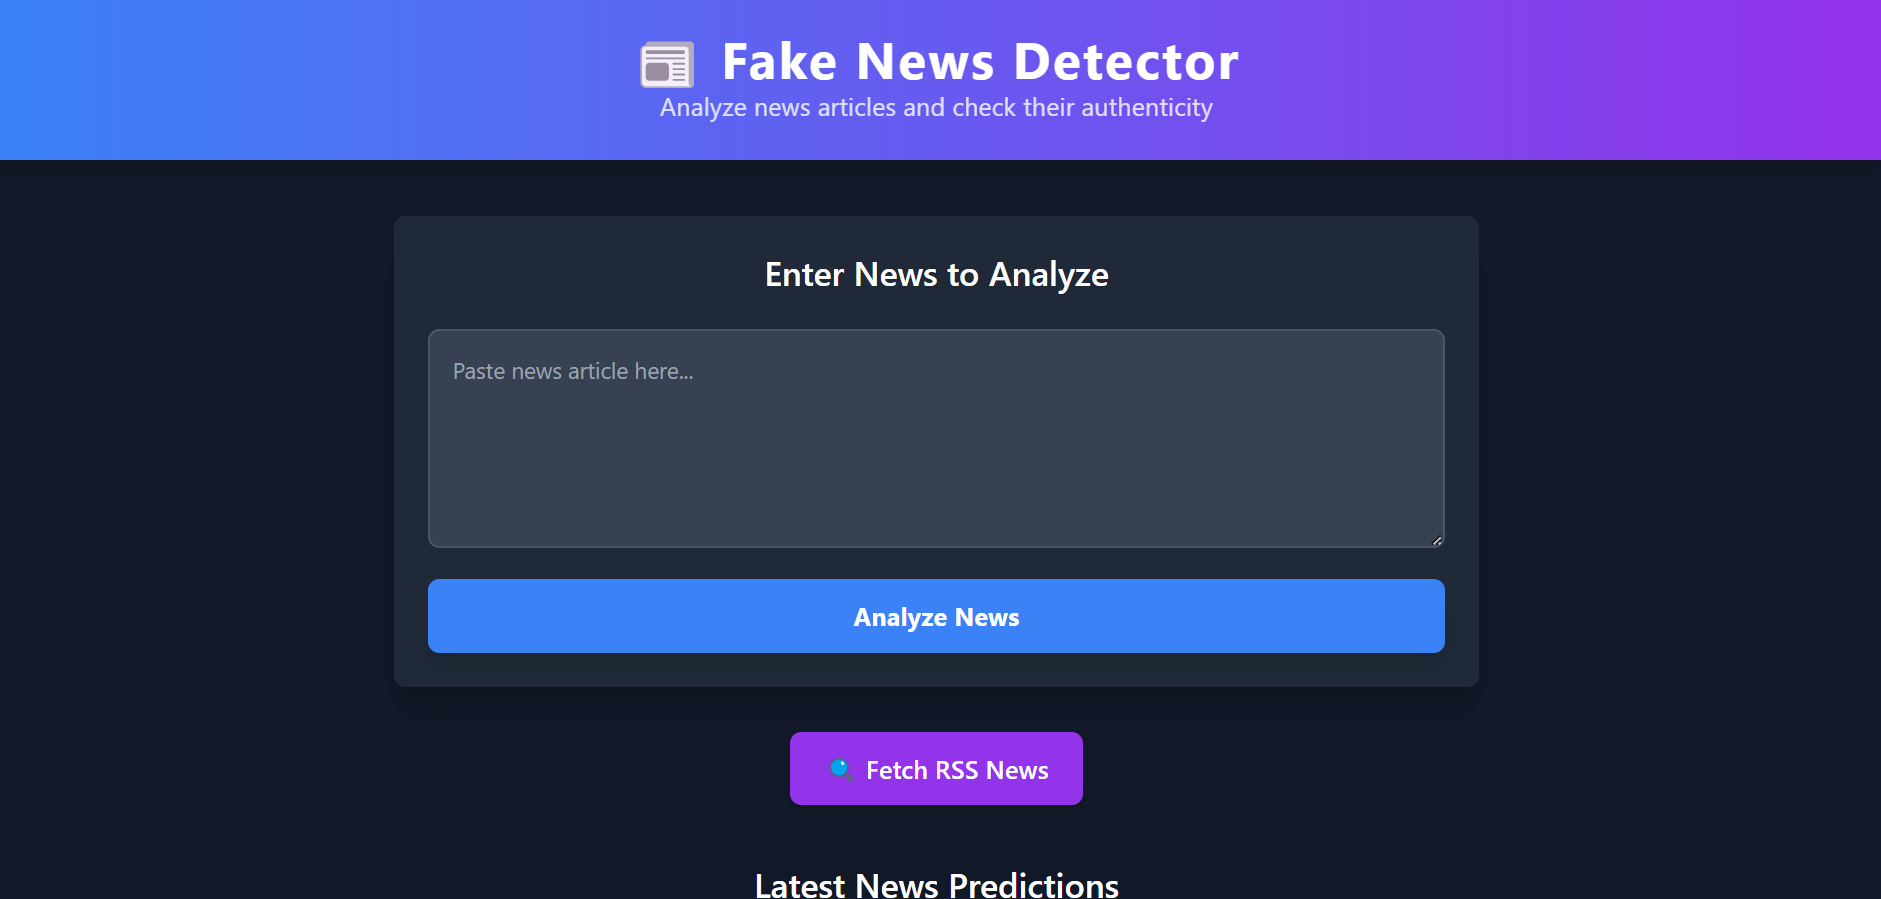 Fake News Detector
Analyze news articles and check their authenticity
Enter News to Analyze
Paste news article here...
Analyze News
Fetch RSS News
Latest News Predictions